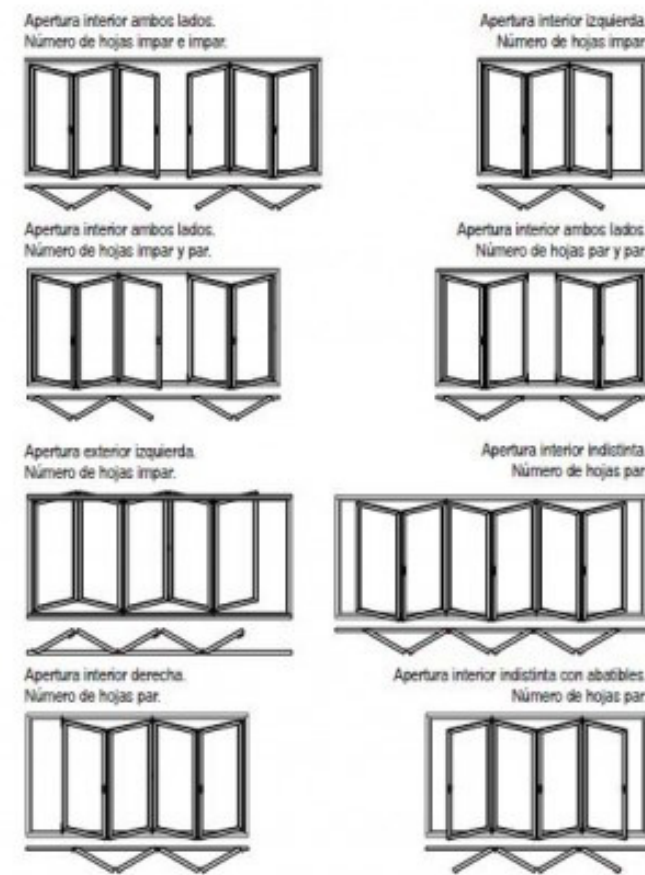 Apertura interior ambos lados.
Número de hojas impar e impar.
Apertura interior izquierda.
Número de hojas impar
Apertura interior ambos lados.
Número de hojas impar y par.
Apertura interior ambos lados.
Número de hojas par y par
Apertura exterior izquierda.
Número de hojas impar.
Apertura interior indistinta
Número de hojas par
Apertura interior derecha.
Número de hojas par.
Apertura interior indistinta con abatibles.
Número de hojas par